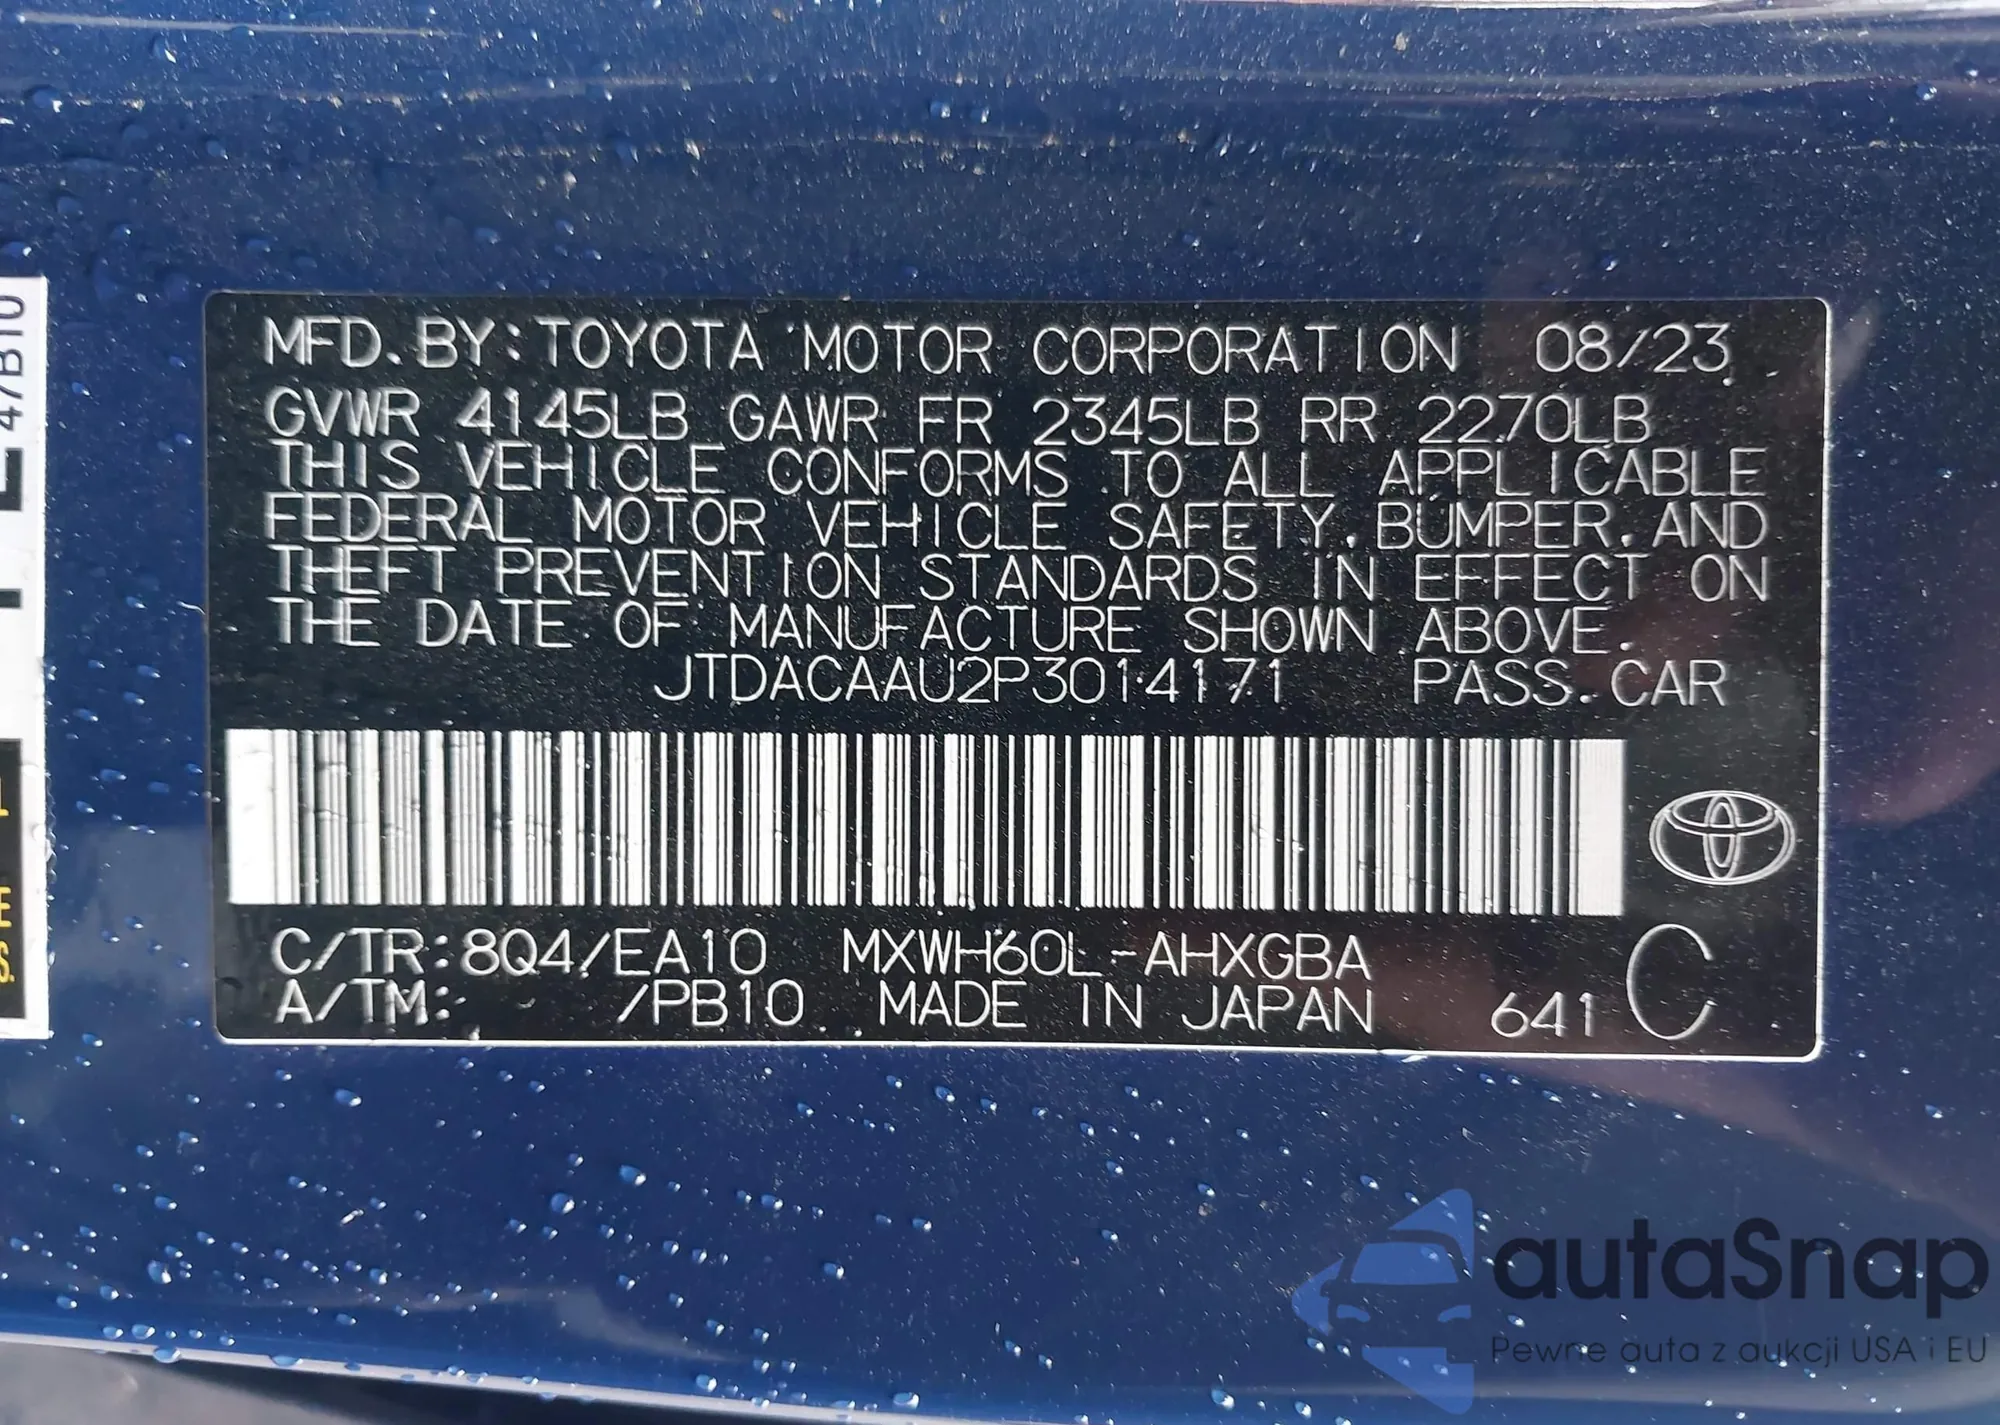 MFD. BY: TOYOTA MOTOR CORPORATION 08/23
GVWR 4145LB GAWR FR 2345LB RR 2270LB
THIS VEHICLE CONFORMS TO ALL APPLICABLE
FEDERAL MOTOR VEHICLE SAFETY, BUMPER, AND
THEFT PREVENTION STANDARDS IN EFFECT ON
THE DATE OF MANUFACTURE SHOWN ABOVE.
JTDACAAU2P3014171 PASS. CAR
C/TR: 8Q4/EA10 MXWH60L-AHXGBA
A/TM: /PB10 MADE IN JAPAN 641 C
E47B10
autaSnap
Pewne auta z aukcji USA i EU